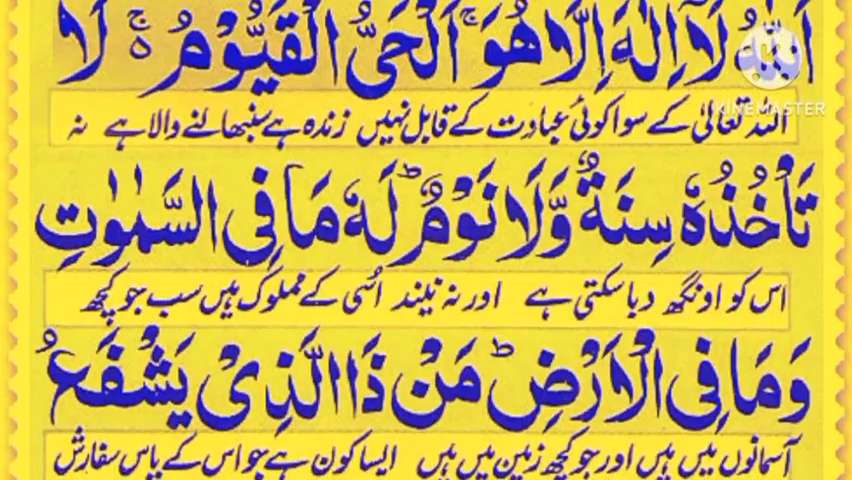 اَللّٰهُ لَاۤ اِلٰهَ اِلَّا هُوَ ۚ اَلْحَیُّ الْقَیُّوْمُ ۚ۬ لَا
KINEMASTER
اللہ تعالیٰ کے سوا کوئی عبادت کے قابل نہیں زندہ ہے سنبھالنے والا ہے نہ
تَاْخُذُهٗ سِنَةٌ وَّلَا نَوْمٌ ؕ لَهٗ مَا فِی السَّمٰوٰتِ
اس کو اونگھ دبا سکتی ہے اور نہ نیند اُسی کے مملوک ہیں سب جو کچھ
وَمَا فِی الْاَرْضِ ؕ مَنْ ذَا الَّذِیْ یَشْفَعُ
آسمانوں میں ہیں اور جو کچھ زمین میں ہیں ایسا کون ہے جو اس کے پاس سفارش